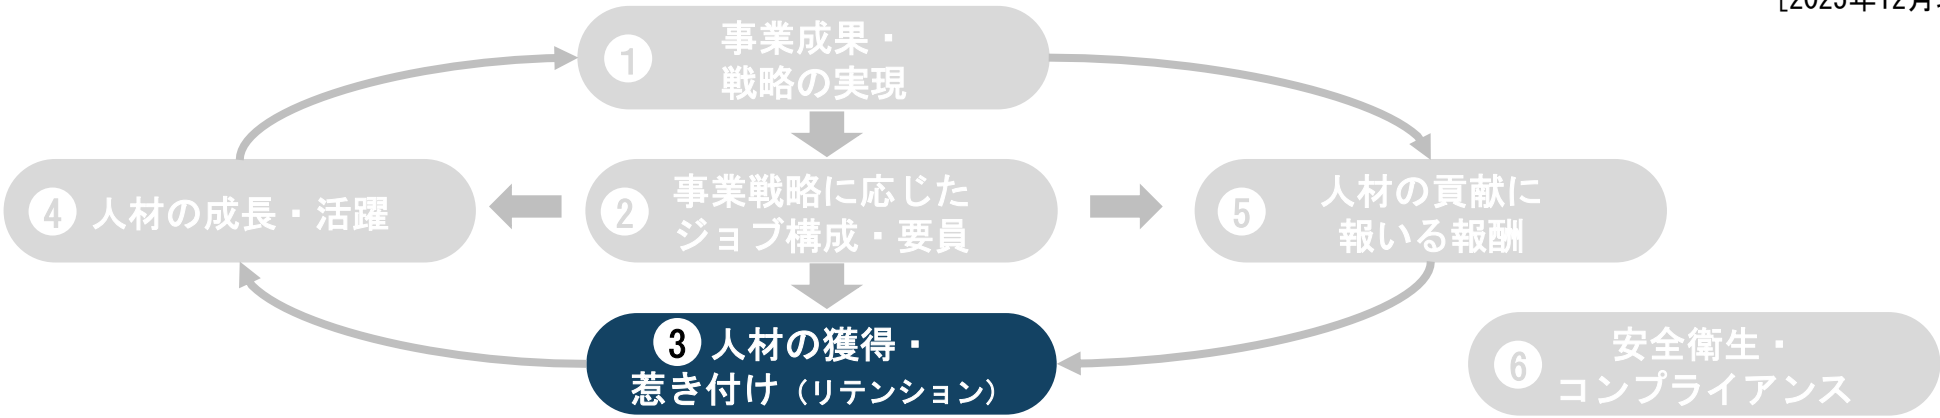 ①事業成果・
戦略の実現
④人材の成長・活躍
②事業戦略に応じた
ジョブ構成・要員
⑤人材の貢献に
報いる報酬
③人材の獲得・
惹き付け（リテンション）
⑥安全衛生・
コンプライアンス